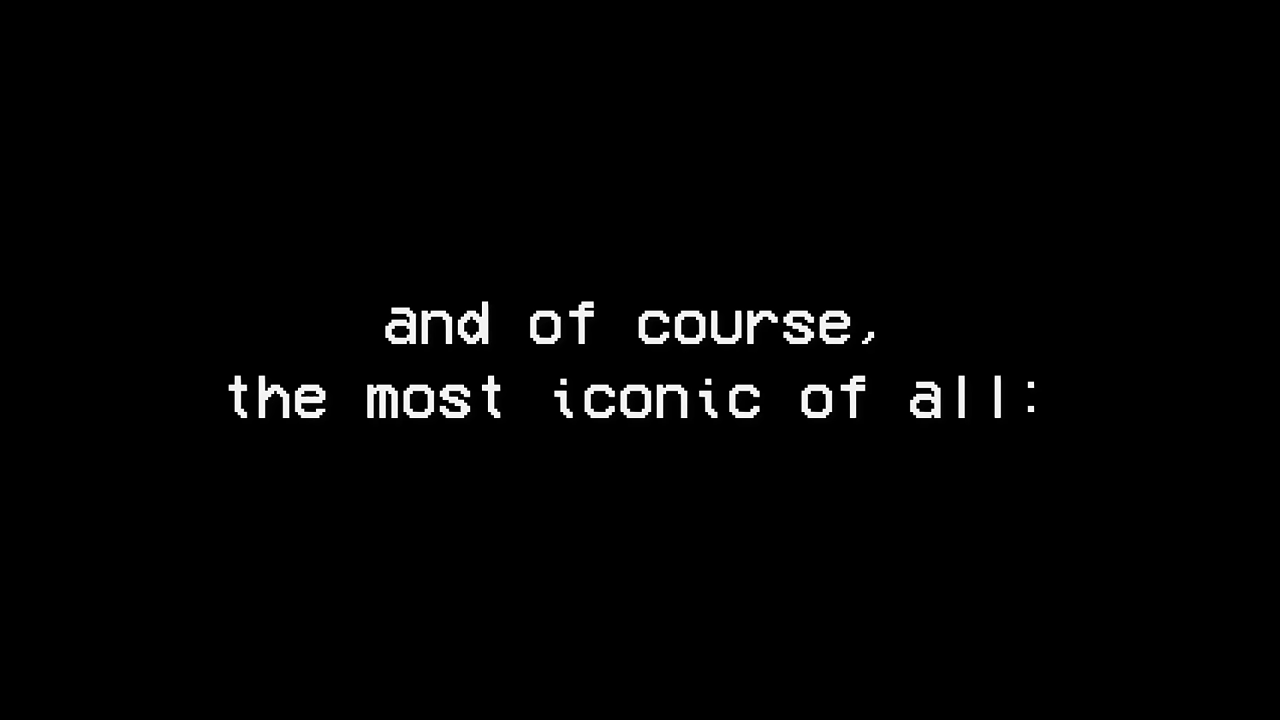 and of course,
the most iconic of all: